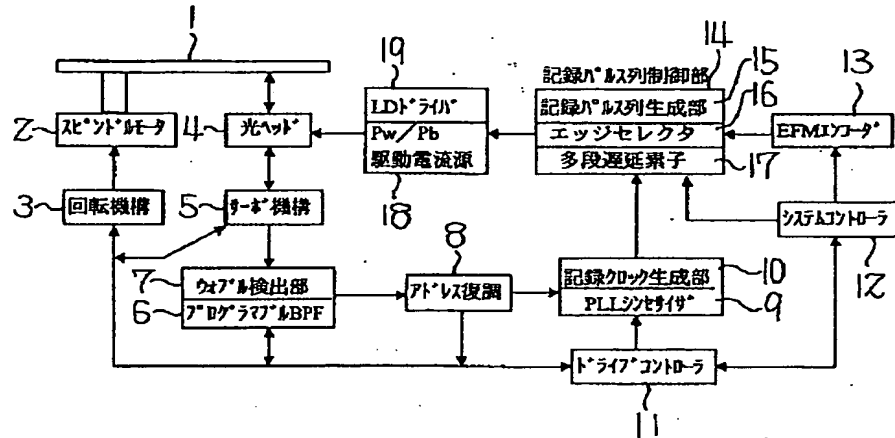 1
19
LDドライバ
Pw/Pb
駆動電流源
18
14
記録パルス列制御部
15
記録パルス列生成部
16
エッジセレクタ
多段遅延素子
17
13
EFMエンコーダ
2
スピンドルモータ
4
光ヘッド
3
回転機構
5
サーボ機構
システムコントローラ
12
7
ウォブル検出部
6
プログラマブルBPF
8
アドレス復調
記録クロック生成部
10
PLLシンセサイザ
9
ドライブコントローラ
11